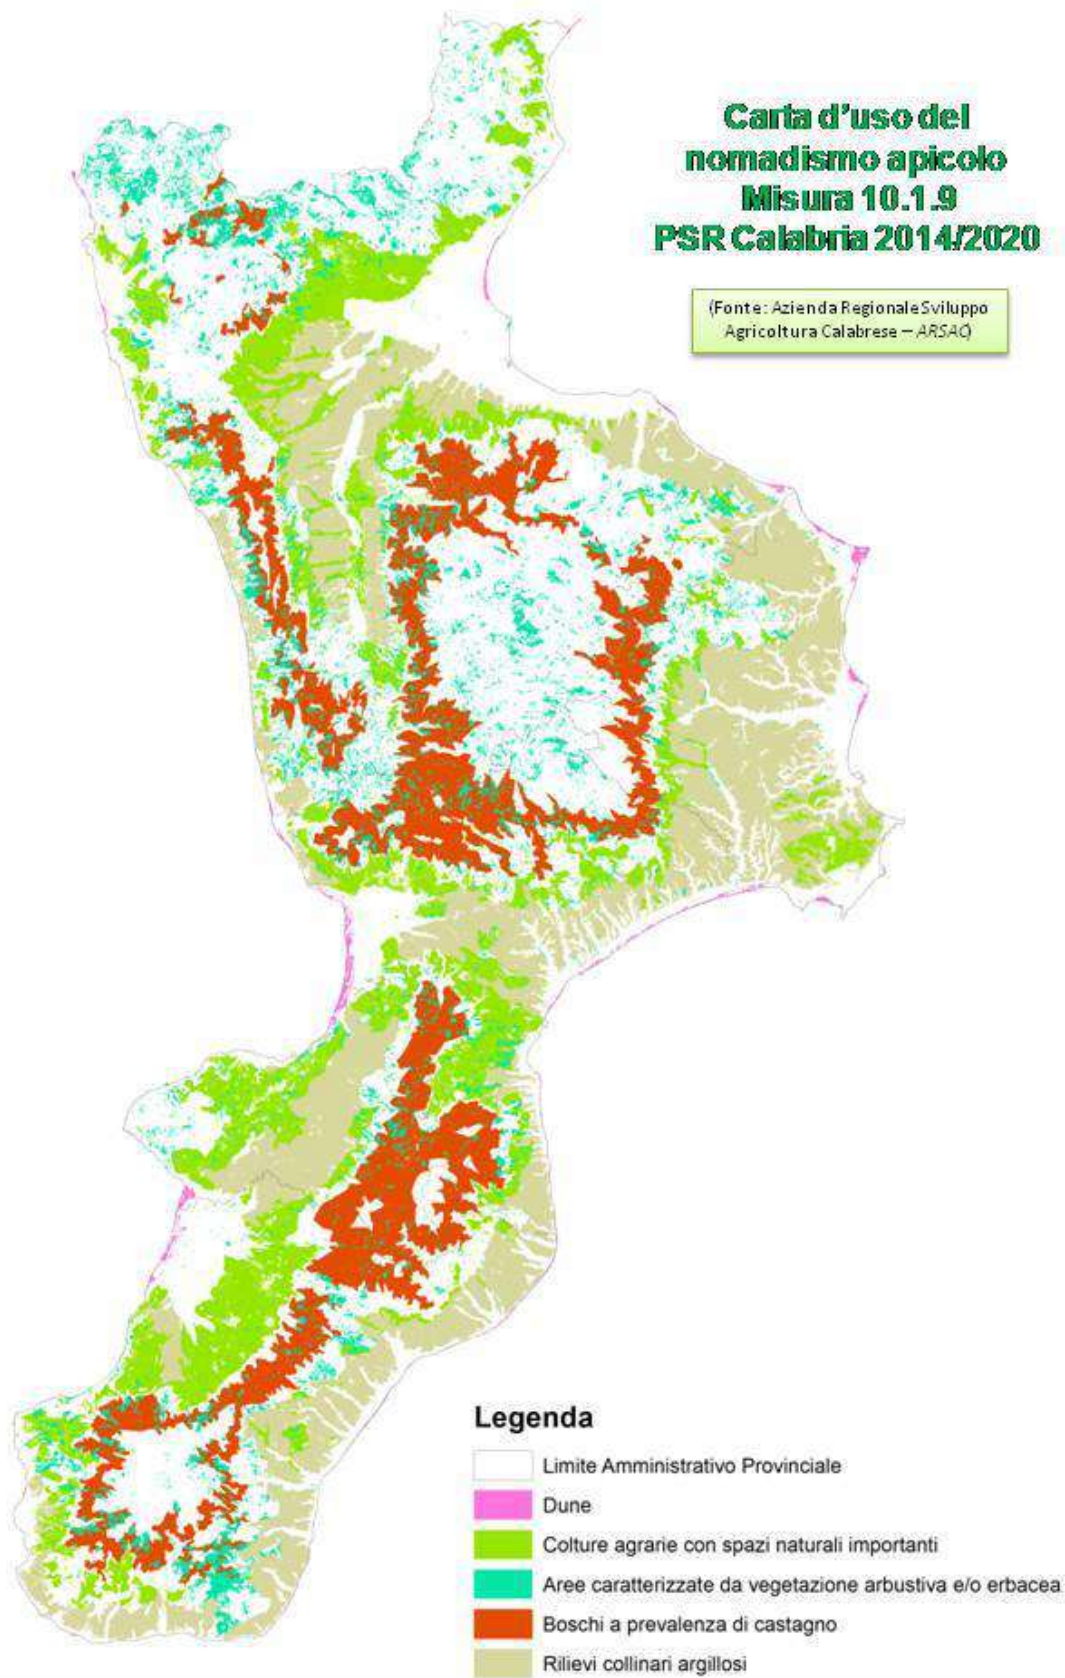 Carta d'uso del
nomadismo apicolo
Misura 10.1.9
PSR Calabria 2014/2020
(Fonte: Azienda Regionale Sviluppo
Agricoltura Calabrese – ARSAC)
Legenda
Limite Amministrativo Provinciale
Dune
Colture agrarie con spazi naturali importanti
Aree caratterizzate da vegetazione arbustiva e/o erbacea
Boschi a prevalenza di castagno
Rilievi collinari argillosi